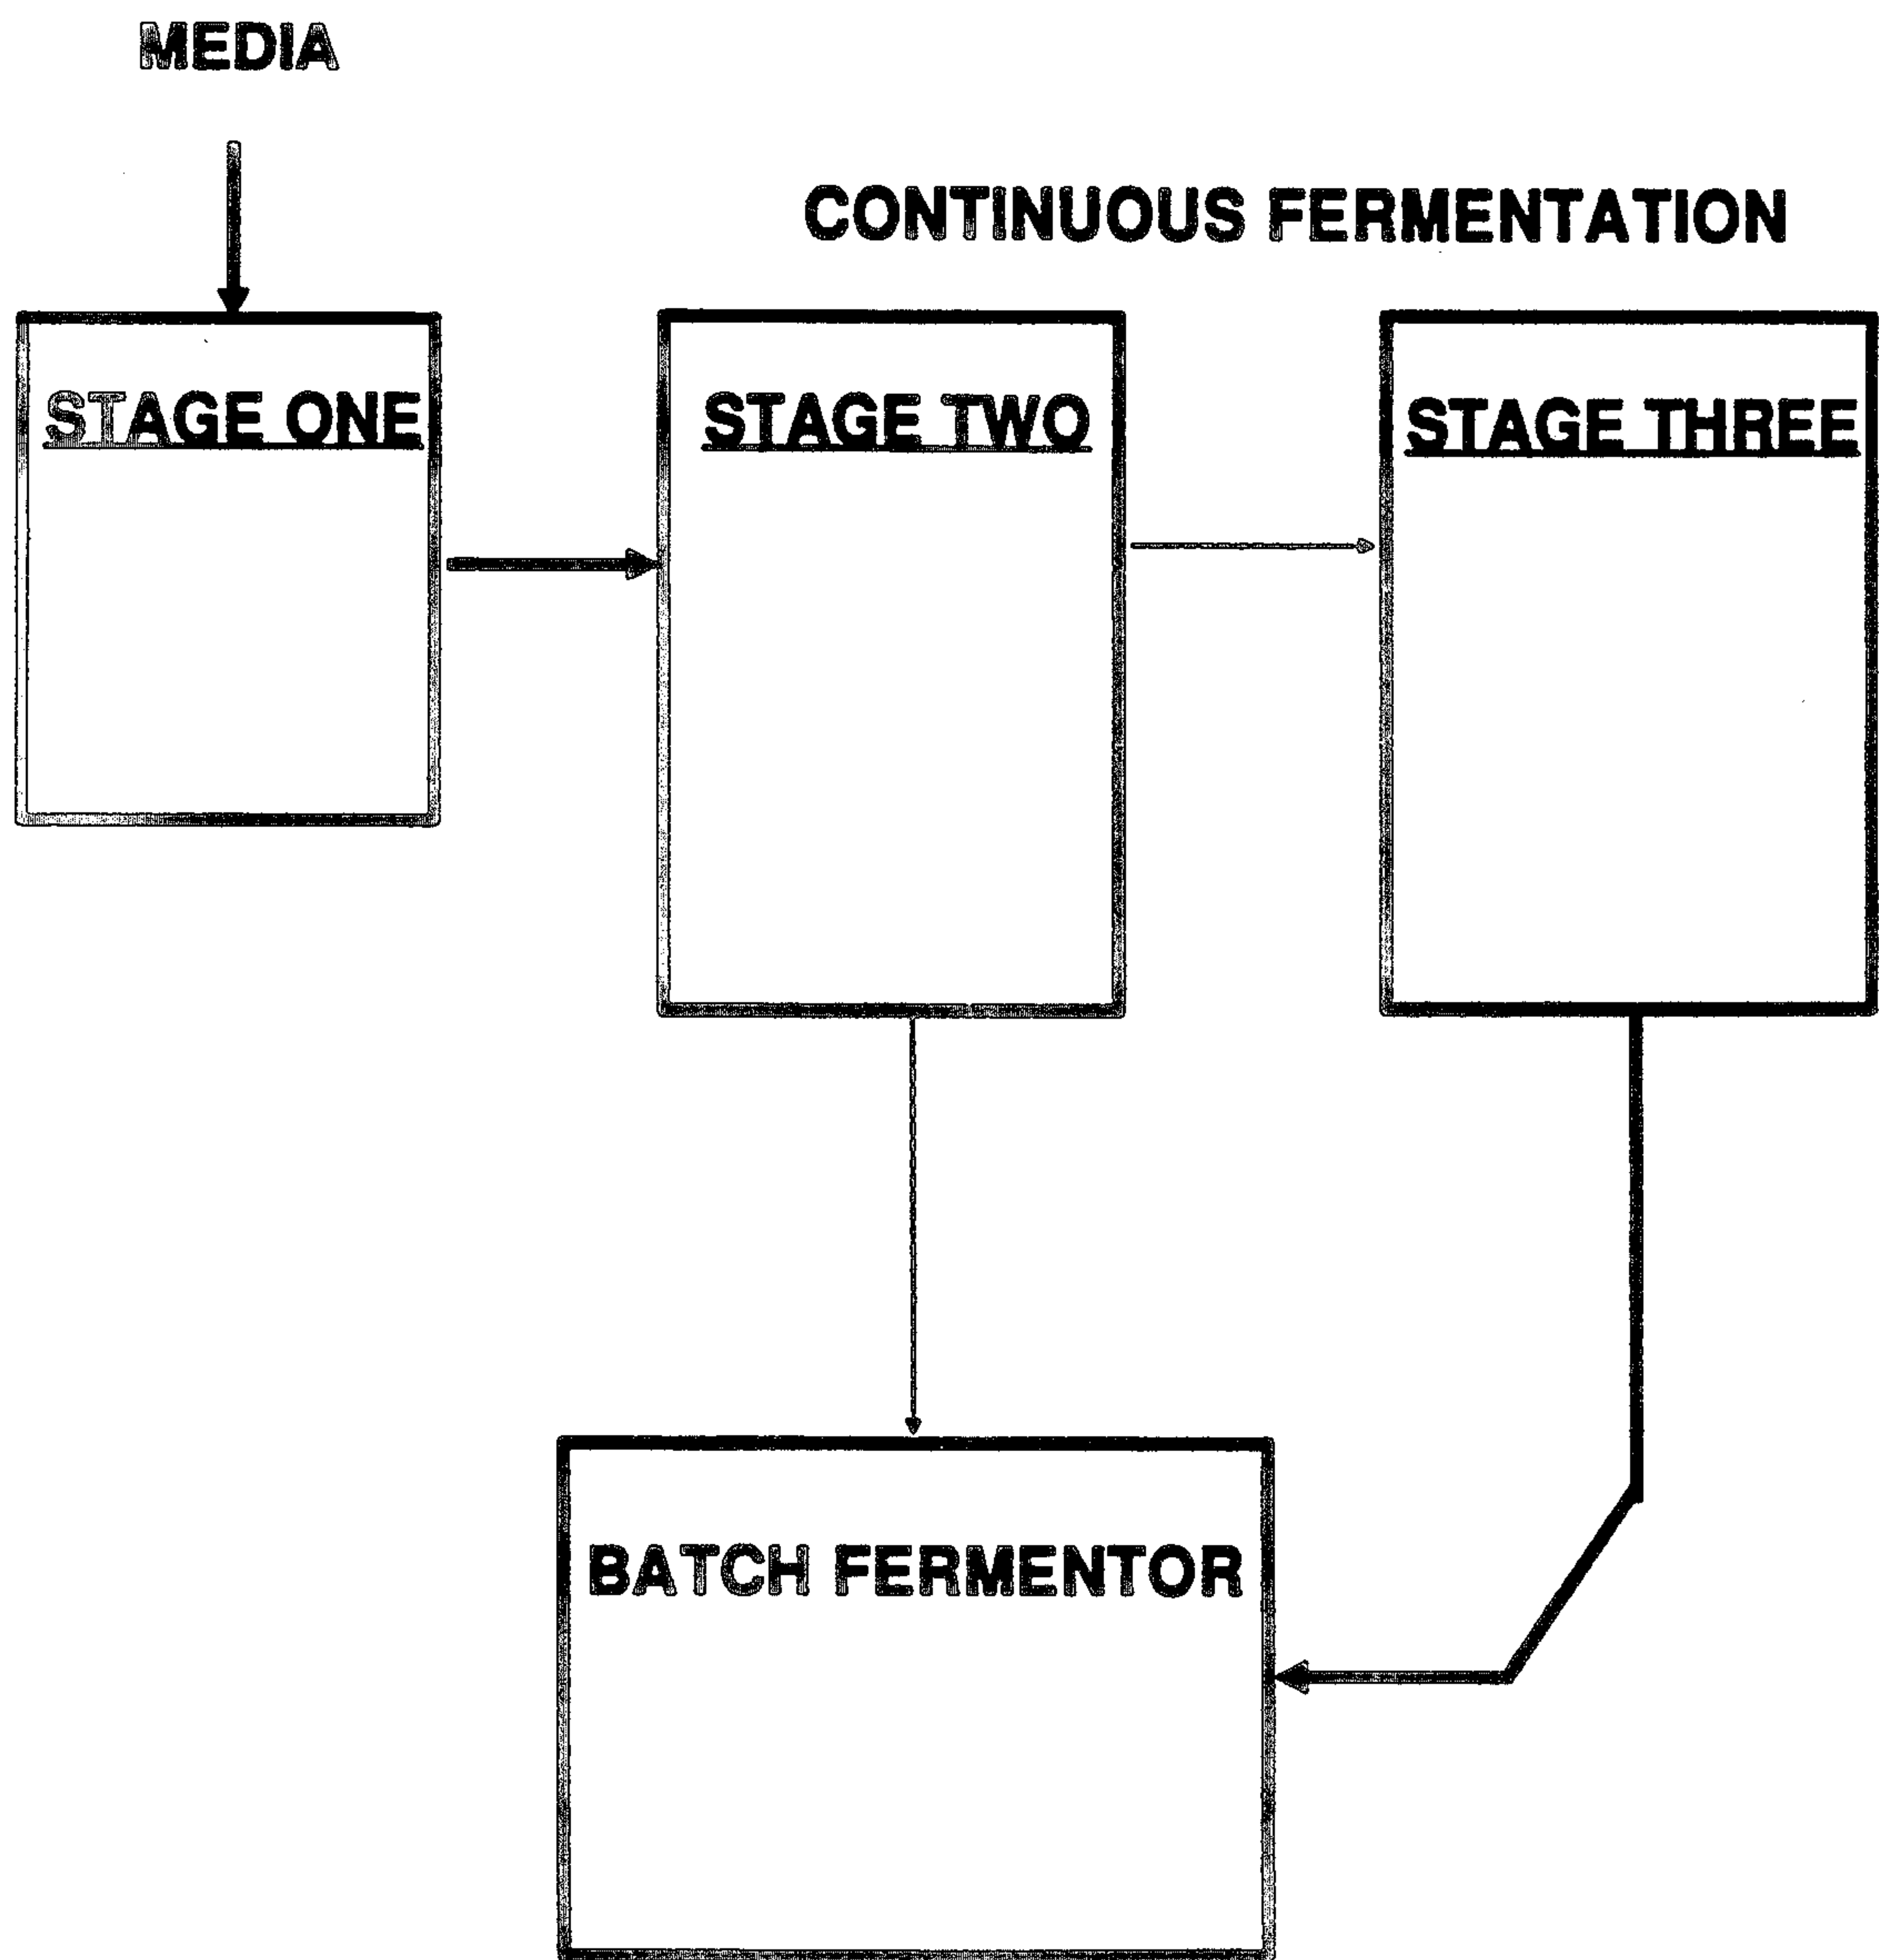 MEDIA
CONTINUOUS FERMENTATION
STAGE ONE
STAGE TWO
STAGE THREE
BATCH FERMENTOR